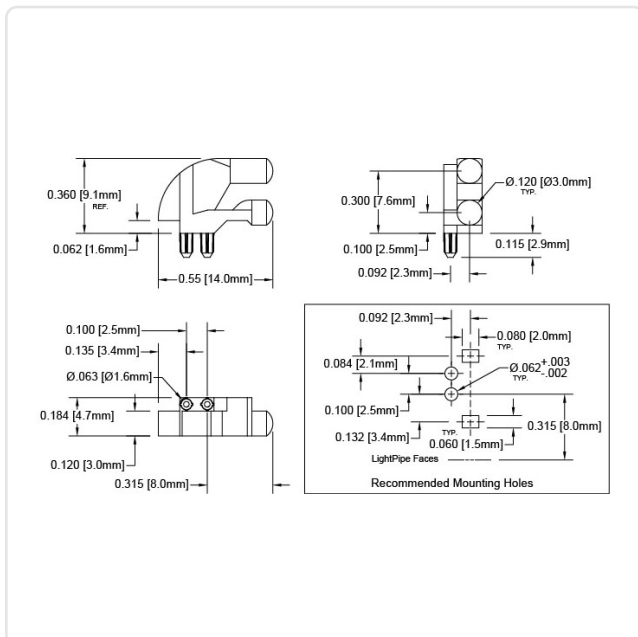 0.360 [9.1mm]
REF.
0.062 [1.6mm]
0.55 [14.0mm]
0.300 [7.6mm]
Ø.120 [Ø3.0mm]
TYP.
0.100 [2.5mm]
0.115 [2.9mm]
0.092 [2.3mm]
0.100 [2.5mm]
0.135 [3.4mm]
Ø.063 [Ø1.6mm]
0.184 [4.7mm]
0.120 [3.0mm]
0.315 [8.0mm]
0.092 [2.3mm]
0.080 [2.0mm]
TYP.
0.084 [2.1mm]
Ø.062 +.003
TYP. -.002
0.100 [2.5mm]
0.315 [8.0mm]
0.132 [3.4mm]
TYP.
0.060 [1.5mm]
LightPipe Faces
Recommended Mounting Holes